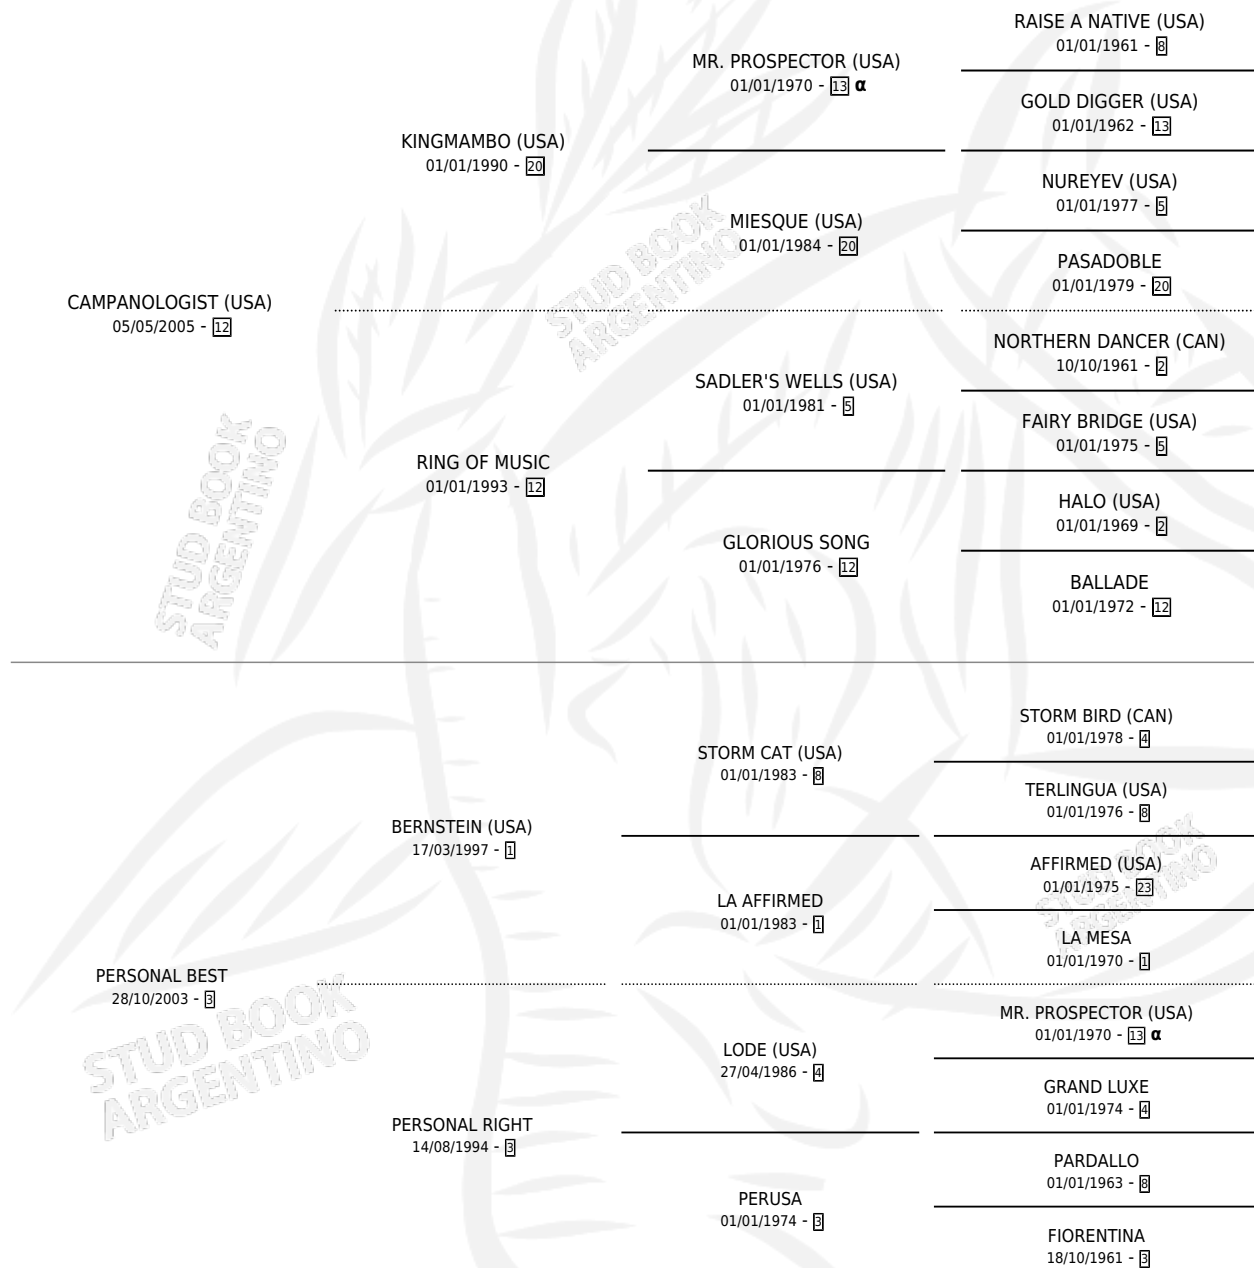 RAISE A NATIVE (USA)
01/01/1961 - 8
MR. PROSPECTOR (USA)
01/01/1970 - 13 α
GOLD DIGGER (USA)
01/01/1962 - 13
KINGMAMBO (USA)
01/01/1990 - 20
NUREYEV (USA)
01/01/1977 - 5
MIESQUE (USA)
01/01/1984 - 20
PASADOBLE
01/01/1979 - 20
CAMPANOLOGIST (USA)
05/05/2005 - 12
NORTHERN DANCER (CAN)
10/10/1961 - 2
SADLER'S WELLS (USA)
01/01/1981 - 5
FAIRY BRIDGE (USA)
01/01/1975 - 5
RING OF MUSIC
01/01/1993 - 12
HALO (USA)
01/01/1969 - 2
GLORIOUS SONG
01/01/1976 - 12
BALLADE
01/01/1972 - 12
STORM BIRD (CAN)
01/01/1978 - 4
STORM CAT (USA)
01/01/1983 - 8
TERLINGUA (USA)
01/01/1976 - 8
BERNSTEIN (USA)
17/03/1997 - 1
AFFIRMED (USA)
01/01/1975 - 23
LA AFFIRMED
01/01/1983 - 1
LA MESA
01/01/1970 - 1
PERSONAL BEST
28/10/2003 - 3
MR. PROSPECTOR (USA)
01/01/1970 - 13 α
LODE (USA)
27/04/1986 - 4
GRAND LUXE
01/01/1974 - 4
PERSONAL RIGHT
14/08/1994 - 3
PARDALLO
01/01/1963 - 8
PERUSA
01/01/1974 - 3
FIORENTINA
18/10/1961 - 3
STUD BOOK
ARGENTINO
STUD BOOK
ARGENTINO
STUD BOOK
ARGENTINO
STUD BOOK
ARGENTINO